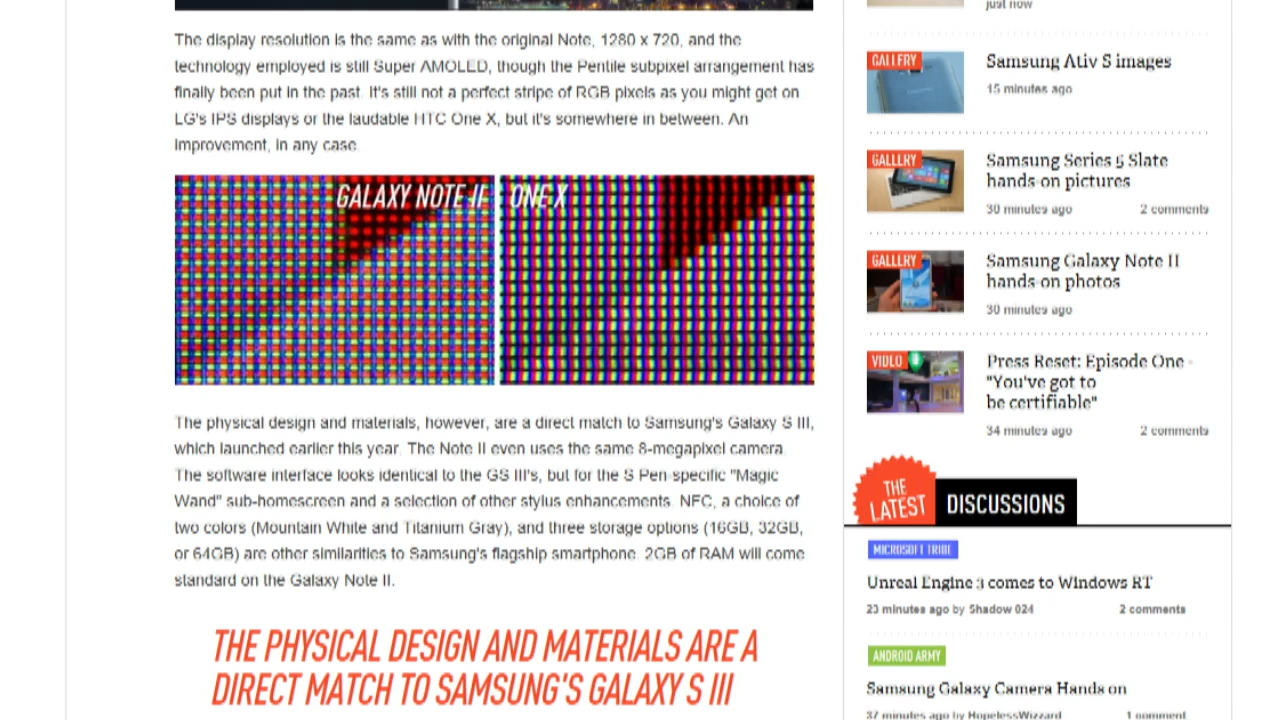 The display resolution is the same as with the original Note, 1280 x 720, and the
technology employed is still Super AMOLED, though the Pentile subpixel arrangement has
finally been put in the past. It's still not a perfect stripe of RGB pixels as you might get on
LG's IPS displays or the laudable HTC One X, but it's somewhere in between. An
improvement, in any case.
GALAXY NOTE II
ONE X
The physical design and materials, however, are a direct match to Samsung's Galaxy S III,
which launched earlier this year. The Note II even uses the same 8-megapixel camera.
The software interface looks identical to the GS III's, but for the S Pen-specific "Magic
Wand" sub-homescreen and a selection of other stylus enhancements. NFC, a choice of
two colors (Mountain White and Titanium Gray), and three storage options (16GB, 32GB,
or 64GB) are other similarities to Samsung's flagship smartphone. 2GB of RAM will come
standard on the Galaxy Note II.
THE PHYSICAL DESIGN AND MATERIALS ARE A
DIRECT MATCH TO SAMSUNG'S GALAXY S III
just now
GALLERY
Samsung Ativ S images
15 minutes ago
GALLERY
Samsung Series 5 Slate
hands-on pictures
30 minutes ago
2 comments
GALLERY
Samsung Galaxy Note II
hands-on photos
30 minutes ago
VIDEO
Press Reset: Episode One -
"You've got to
be certifiable"
34 minutes ago
2 comments
THE
LATEST
DISCUSSIONS
MICROSOFT TRIBE
Unreal Engine 3 comes to Windows RT
23 minutes ago by Shadow 024
2 comments
ANDROID ARMY
Samsung Galaxy Camera Hands on
37 minutes ago by HopelessWizzard
1 comment